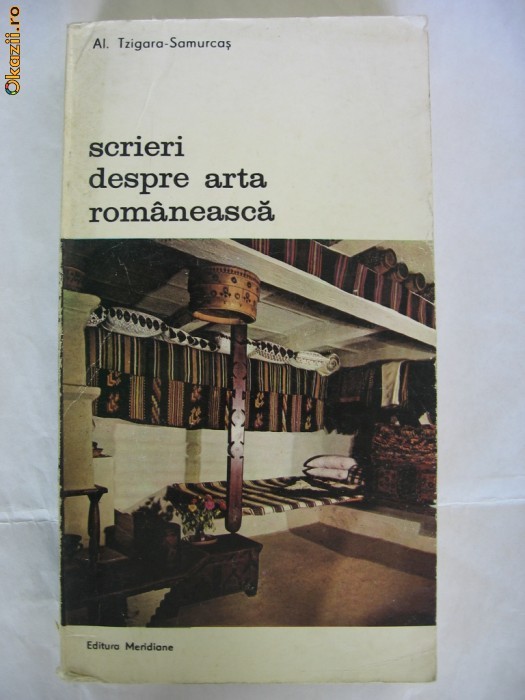 Okazii.ro
Al. Tzigara-Samurcaş
scrieri
despre arta
românească
Editura Meridiane